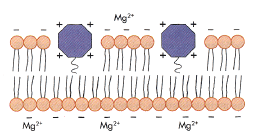 Mg²⁺
− − + + − − − + + − −
+ + + +
− − − − − − −
Mg²⁺ Mg²⁺ Mg²⁺